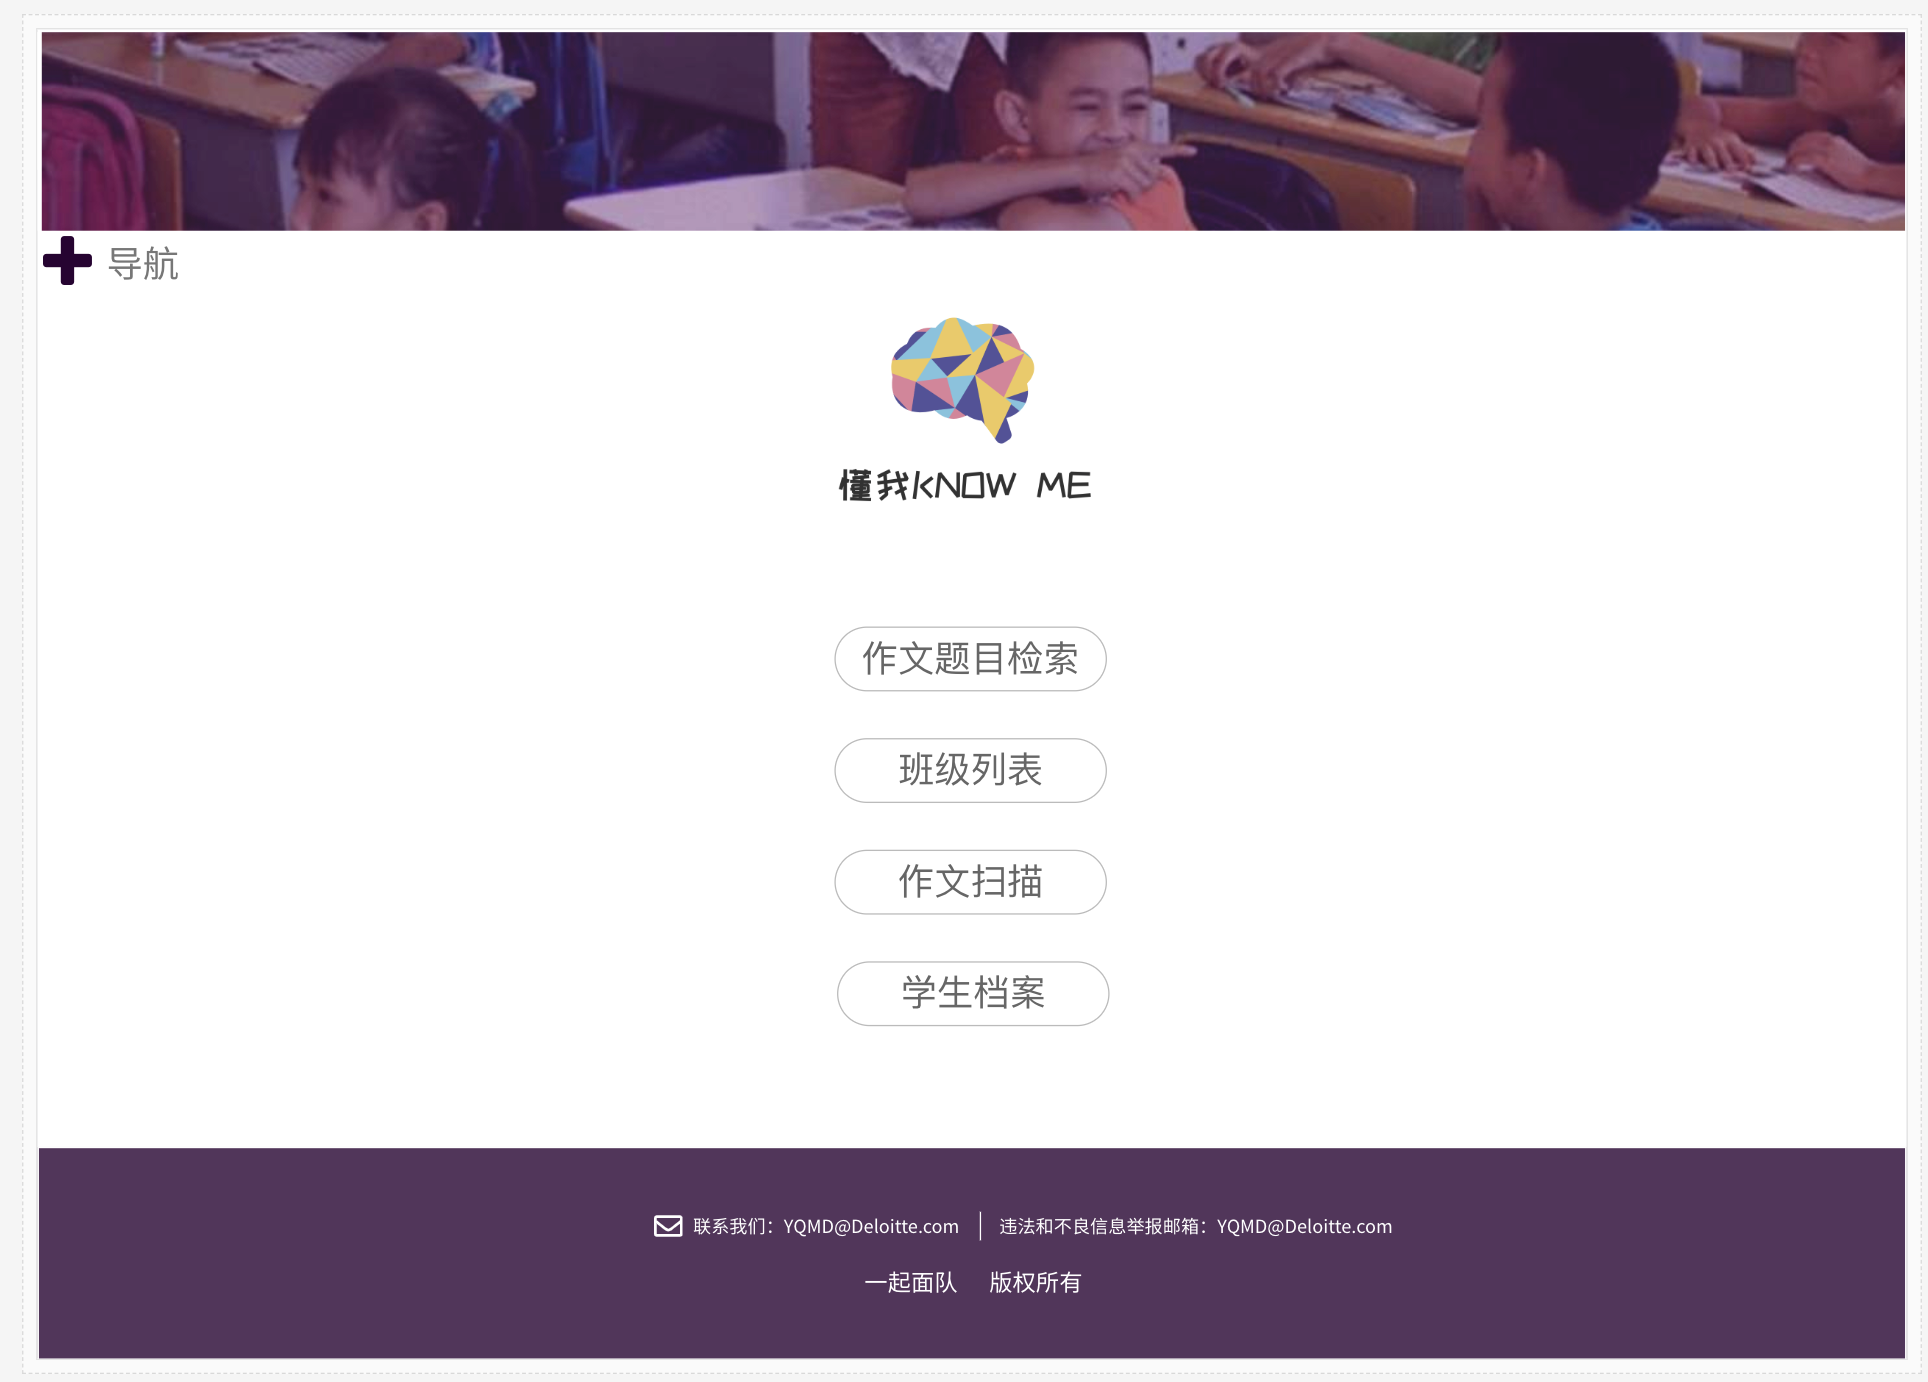 导航
懂我KNOW ME
作文题目检索
班级列表
作文扫描
学生档案
联系我们：YQMD@Deloitte.com | 违法和不良信息举报邮箱：YQMD@Deloitte.com
一起面队 版权所有